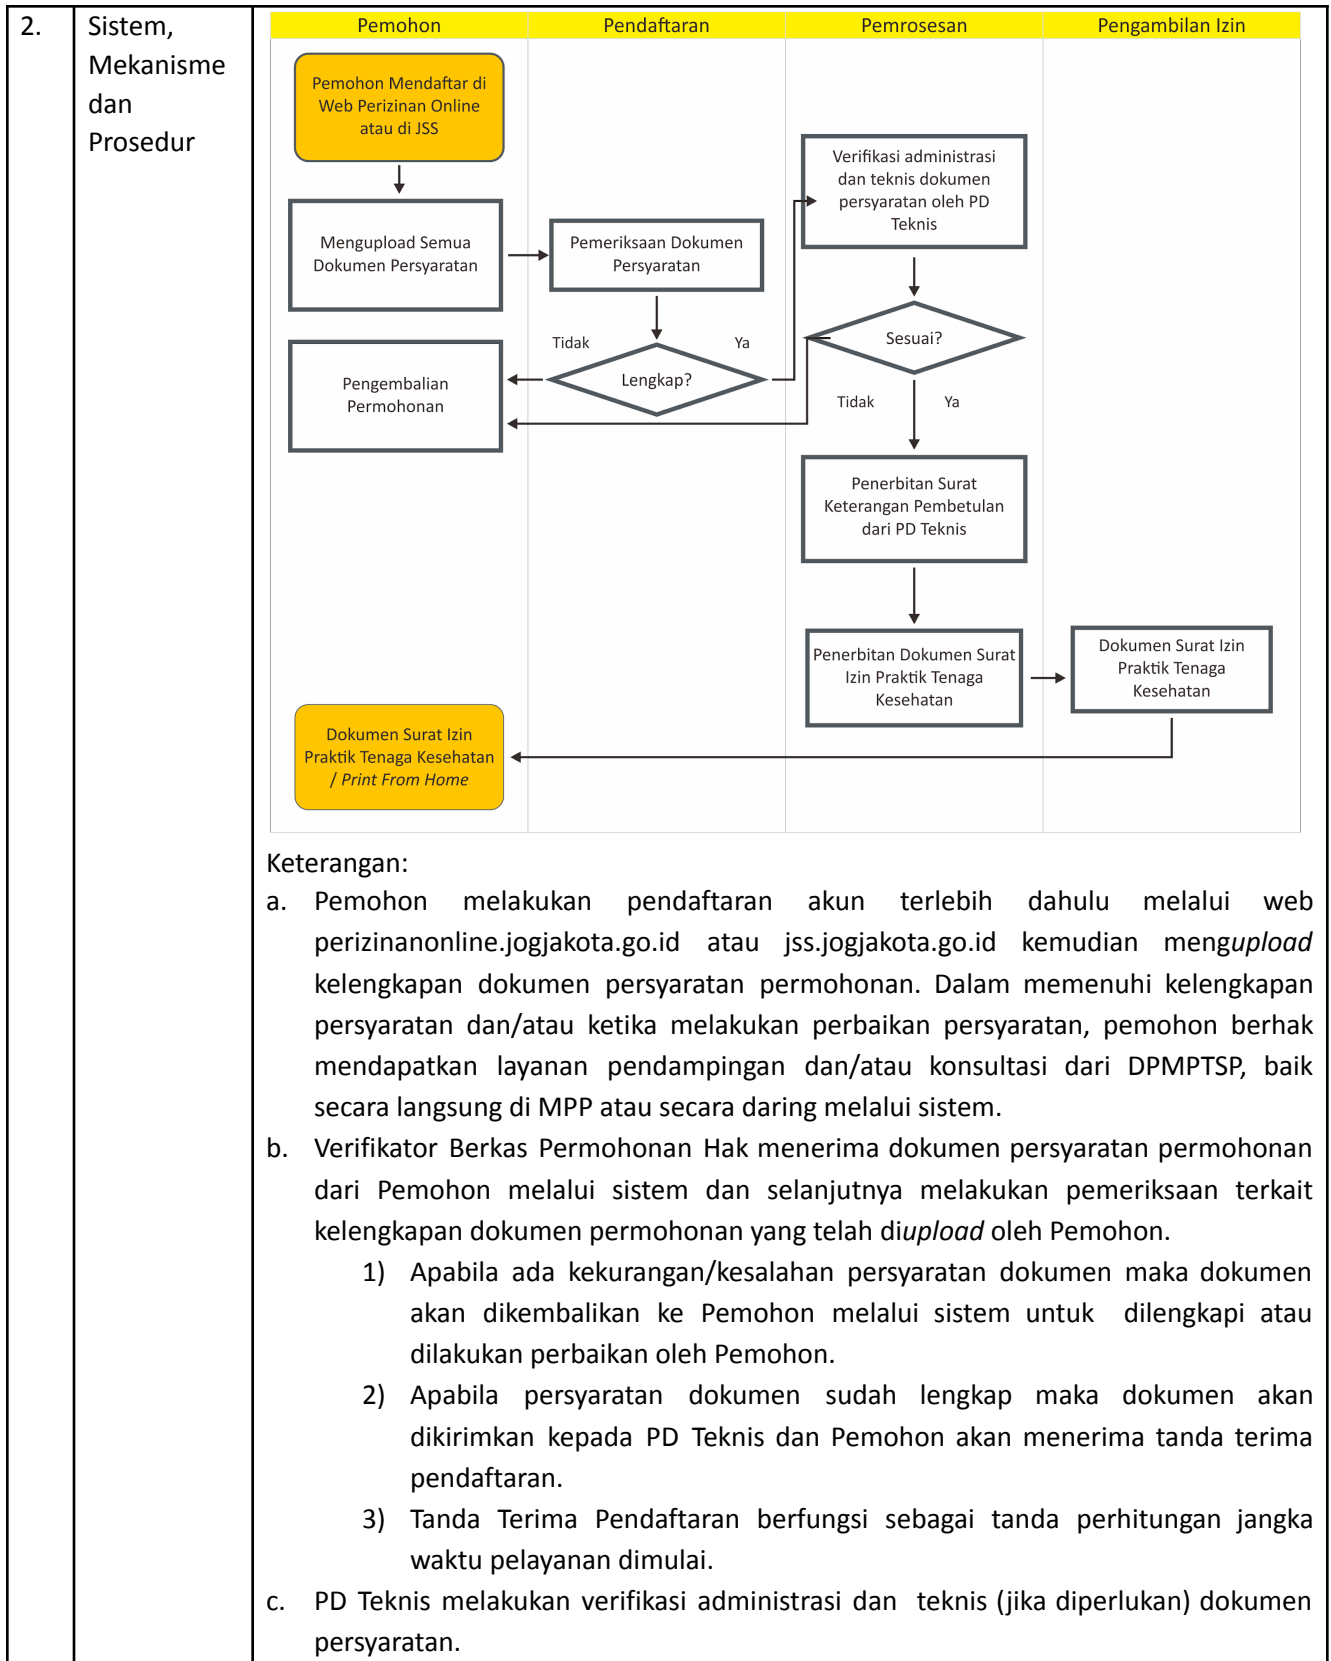 2.
Sistem,
Mekanisme
dan
Prosedur
Pemohon
Pendaftaran
Pemrosesan
Pengambilan Izin
Pemohon Mendaftar di
Web Perizinan Online
atau di JSS
Mengupload Semua
Dokumen Persyaratan
Pemeriksaan Dokumen
Persyaratan
Verifikasi administrasi
dan teknis dokumen
persyaratan oleh PD
Teknis
Tidak
Ya
Lengkap?
Sesuai?
Pengembalian
Permohonan
Tidak
Ya
Penerbitan Surat
Keterangan Pembetulan
dari PD Teknis
Penerbitan Dokumen Surat
Izin Praktik Tenaga
Kesehatan
Dokumen Surat Izin
Praktik Tenaga
Kesehatan
Dokumen Surat Izin
Praktik Tenaga Kesehatan
/ Print From Home
Keterangan:
a. Pemohon melakukan pendaftaran akun terlebih dahulu melalui web
perizinanonline.jogjakota.go.id atau jss.jogjakota.go.id kemudian mengupload
kelengkapan dokumen persyaratan permohonan. Dalam memenuhi kelengkapan
persyaratan dan/atau ketika melakukan perbaikan persyaratan, pemohon berhak
mendapatkan layanan pendampingan dan/atau konsultasi dari DPMPTSP, baik
secara langsung di MPP atau secara daring melalui sistem.
b. Verifikator Berkas Permohonan Hak menerima dokumen persyaratan permohonan
dari Pemohon melalui sistem dan selanjutnya melakukan pemeriksaan terkait
kelengkapan dokumen permohonan yang telah diupload oleh Pemohon.
1) Apabila ada kekurangan/kesalahan persyaratan dokumen maka dokumen
akan dikembalikan ke Pemohon melalui sistem untuk dilengkapi atau
dilakukan perbaikan oleh Pemohon.
2) Apabila persyaratan dokumen sudah lengkap maka dokumen akan
dikirimkan kepada PD Teknis dan Pemohon akan menerima tanda terima
pendaftaran.
3) Tanda Terima Pendaftaran berfungsi sebagai tanda perhitungan jangka
waktu pelayanan dimulai.
c. PD Teknis melakukan verifikasi administrasi dan teknis (jika diperlukan) dokumen
persyaratan.